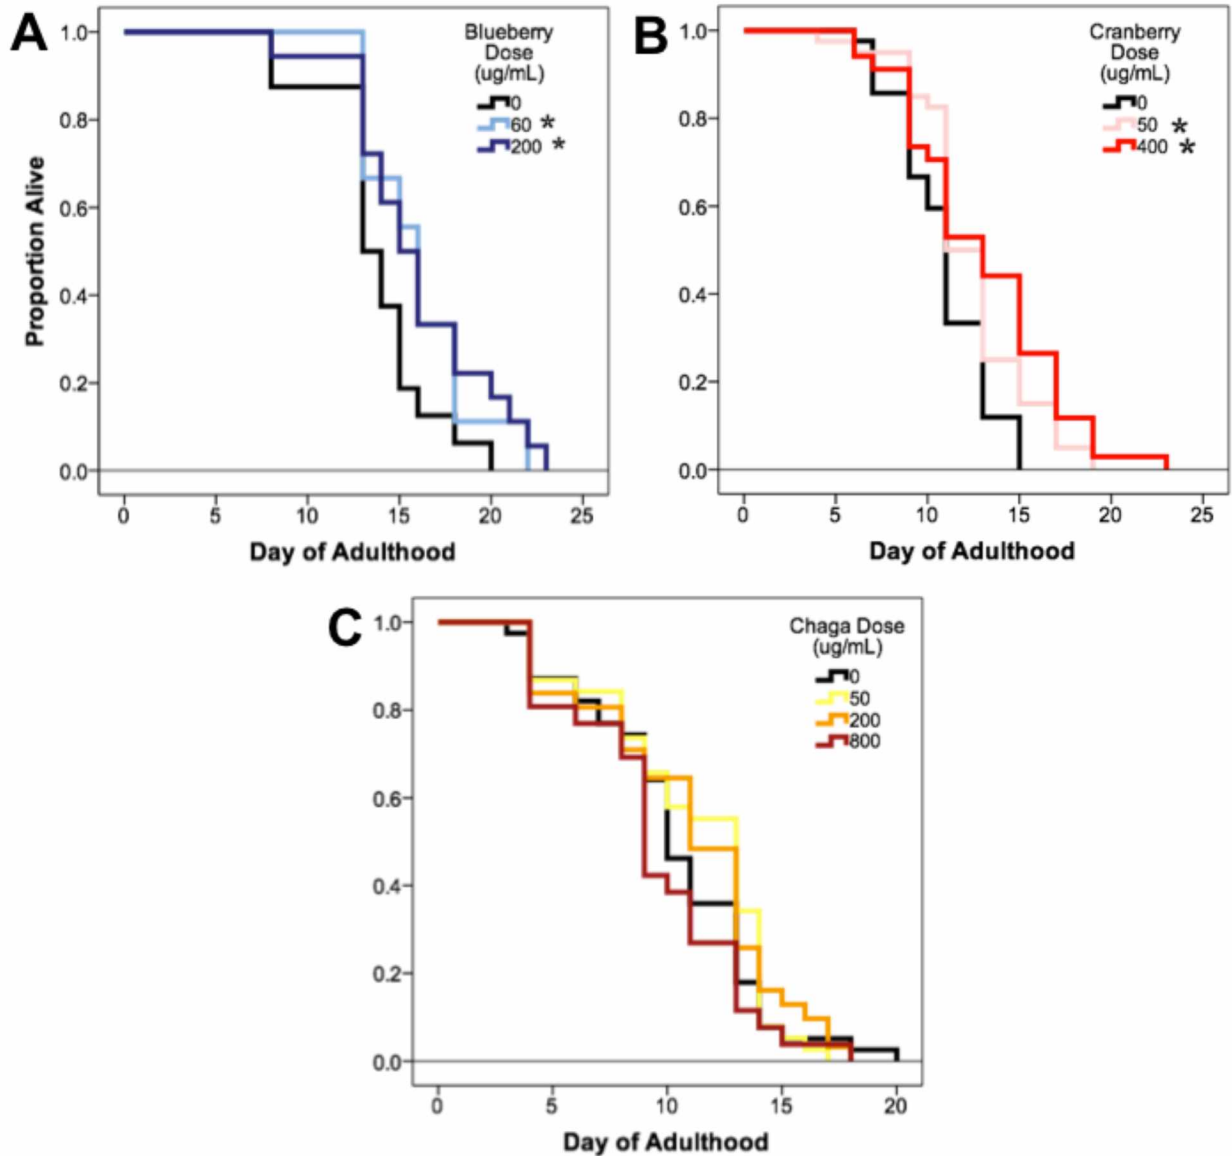 A
Blueberry
Dose
(ug/mL)
0
60 *
200 *
Proportion Alive
1.0
0.8
0.6
0.4
0.2
0.0
0 5 10 15 20 25
Day of Adulthood
B
Cranberry
Dose
(ug/mL)
0
50 *
400 *
1.0
0.8
0.6
0.4
0.2
0.0
0 5 10 15 20 25
Day of Adulthood
C
Chaga Dose
(ug/mL)
0
50
200
800
1.0
0.8
0.6
0.4
0.2
0.0
0 5 10 15 20
Day of Adulthood